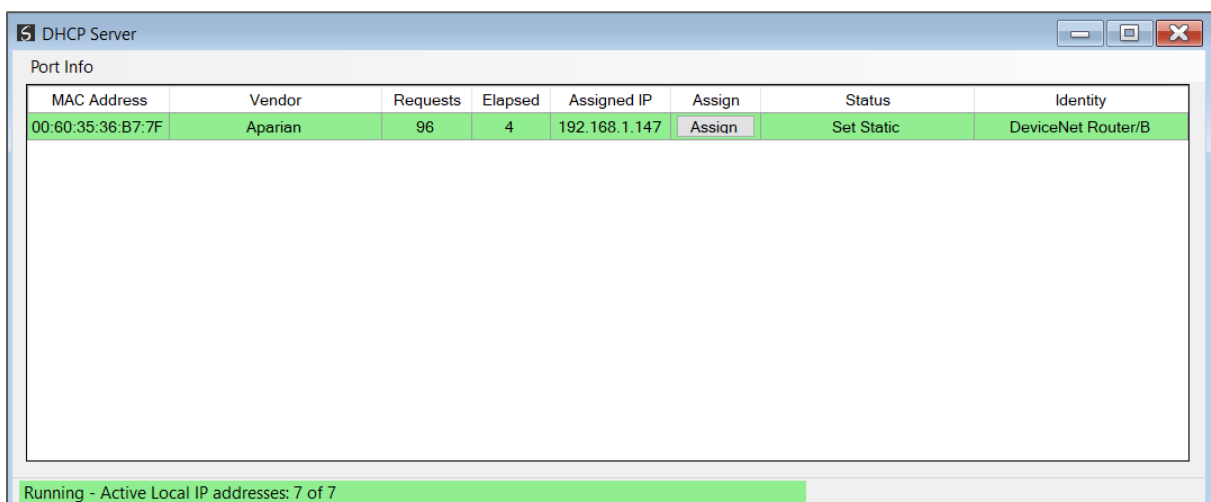 DHCP Server
Port Info
MAC Address Vendor Requests Elapsed Assigned IP Assign Status Identity
00:60:35:36:B7:7F Aparian 96 4 192.168.1.147 Assign Set Static DeviceNet Router/B
Running - Active Local IP addresses: 7 of 7